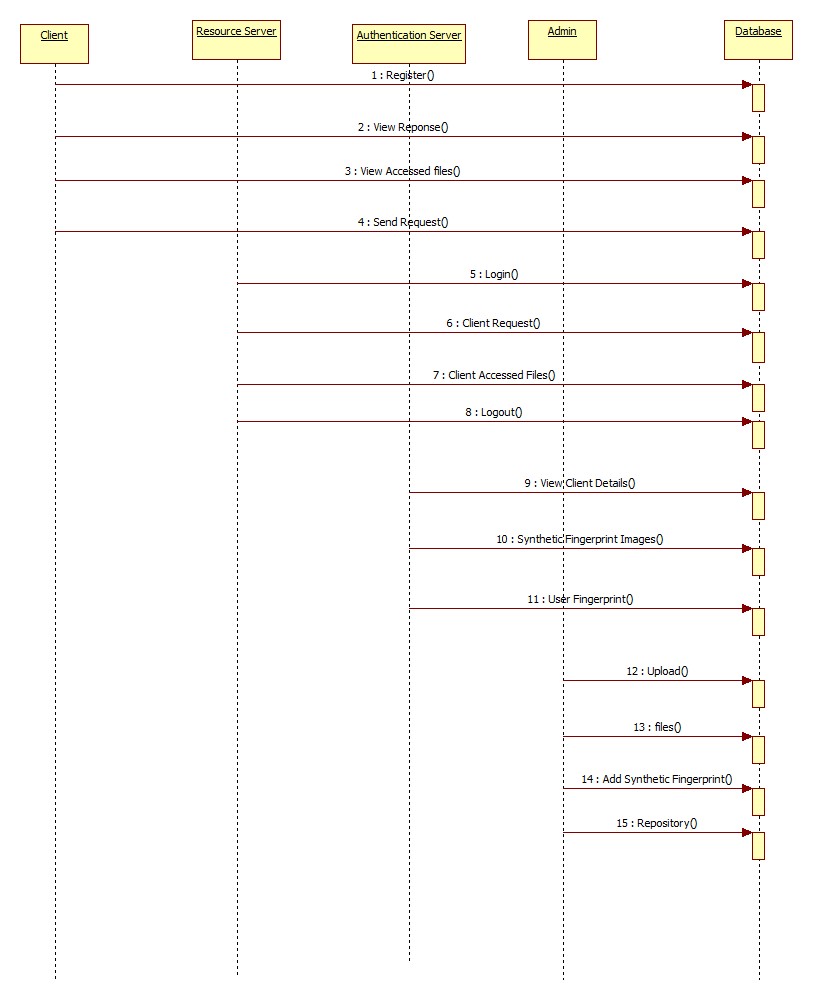 Client
Resource Server
Authentication Server
Admin
Database
1 : Register()
2 : View Reponse()
3 : View Accessed files()
4 : Send Request()
5 : Login()
6 : Client Request()
7 : Client Accessed Files()
8 : Logout()
9 : View Client Details()
10 : Synthetic Fingerprint Images()
11 : User Fingerprint()
12 : Upload()
13 : files()
14 : Add Synthetic Fingerprint()
15 : Repository()